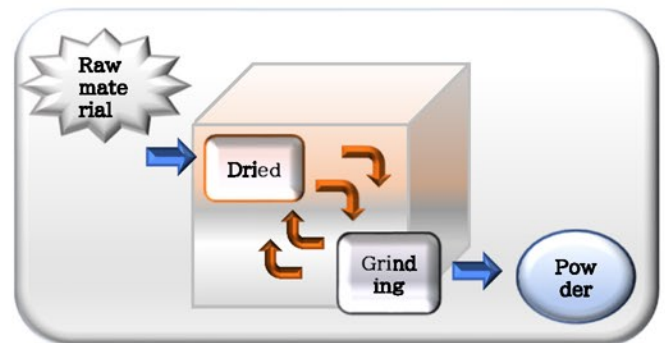 Raw
mate
rial
Dried
Grind
ing
Pow
der